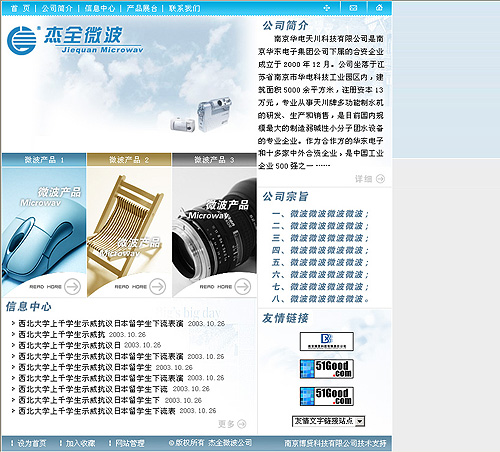 首 页 | 公司简介 | 信息中心 | 产品展台 | 联系我们
杰全微波
Jiequan Microwav
公司简介
南京华电天川科技有限公司是南
京华东电子集团公司下属的合资企业
成立于 2000 年 12 月。公司坐落于江
苏省南京市华电科技工业园区内，建
筑面积 5000 余平方米，注册资本 13
万元，专业从事天川牌多功能制水机
的研发、生产和销售，是目前国内规
模最大的制造弱碱性小分子团水设备
的专业企业。作为合作方的华东电子
和十多家中外合资企业，是中国工业
企业 500 强之一 ……
详细
微波产品 1
微波产品 2
微波产品 3
微波产品
Microwav
微波产品
Microwav
微波产品
Microwav
READ MORE
READ MORE
READ MORE
公司宗旨
一、微波微波微波微波；
二、微波微波微波微波；
三、微波微波微波微波；
四、微波微波微波微波；
五、微波微波微波微波；
六、微波微波微波微波；
七、微波微波微波微波；
八、微波微波微波微波。
信息中心
big day
西北大学上千学生示威抗议日本留学生下流表演 2003.10.26
西北大学上千学生示威抗 2003.10.26
西北大学上千学生示威抗议日 2003.10.26
西北大学上千学生示威抗议日本留学生下流表演 2003.10.26
西北大学上千学生示威抗议日本留学生 2003.10.26
西北大学上千学生示威抗议日本留学生下流表演 2003.10.26
西北大学上千学生示威抗议日本留学生下流 2003.10.26
西北大学上千学生示威抗议日本留学生下 2003.10.26
西北大学上千学生示威抗议日本留学生下流表 2003.10.26
更多
友情链接
51Good
.com
51Good
.com
友情文字链接站点
| 设为首页 | 加入收藏 | 网站管理
© 版权所有 杰全微波公司
南京博贤科技有限公司技术支持